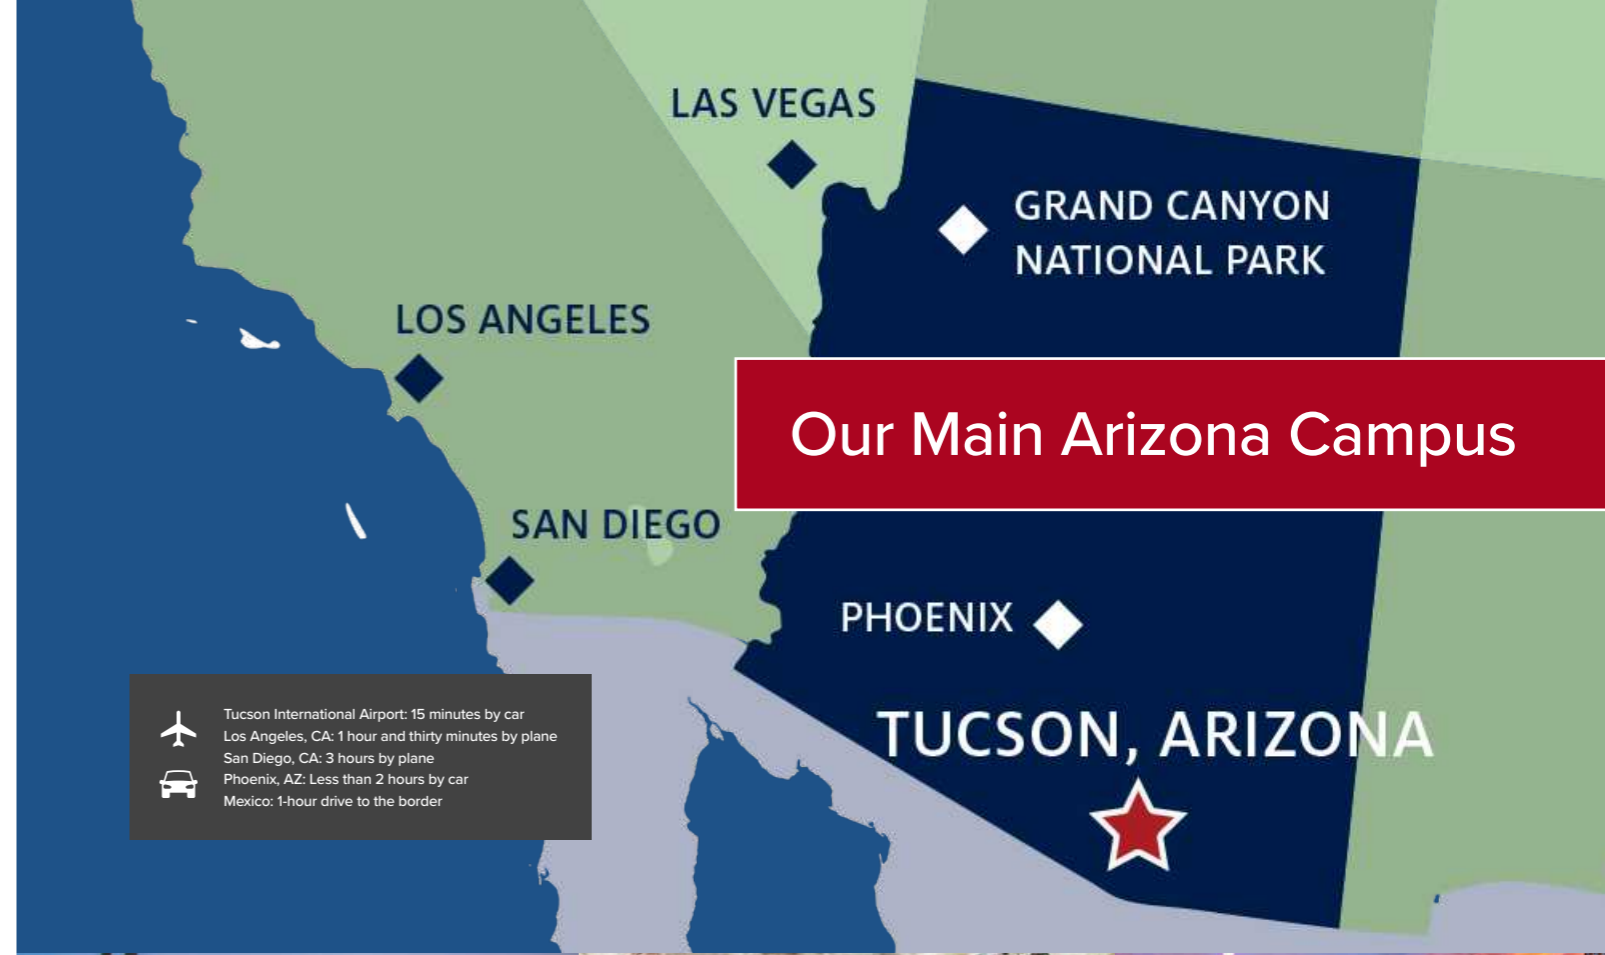 LAS VEGAS
GRAND CANYON
NATIONAL PARK
LOS ANGELES
Our Main Arizona Campus
SAN DIEGO
PHOENIX
TUCSON, ARIZONA
Tucson International Airport: 15 minutes by car
Los Angeles, CA: 1 hour and thirty minutes by plane
San Diego, CA: 3 hours by plane
Phoenix, AZ: Less than 2 hours by car
Mexico: 1-hour drive to the border